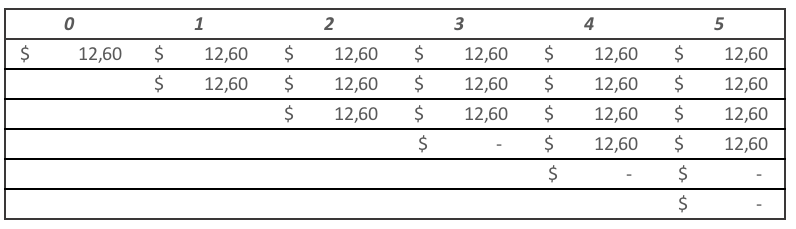 0 1 2 3 4 5
$ 12,60 $ 12,60 $ 12,60 $ 12,60 $ 12,60 $ 12,60
$ 12,60 $ 12,60 $ 12,60 $ 12,60 $ 12,60
$ 12,60 $ 12,60 $ 12,60 $ 12,60
$ - $ 12,60 $ 12,60
$ - $ -
$ -